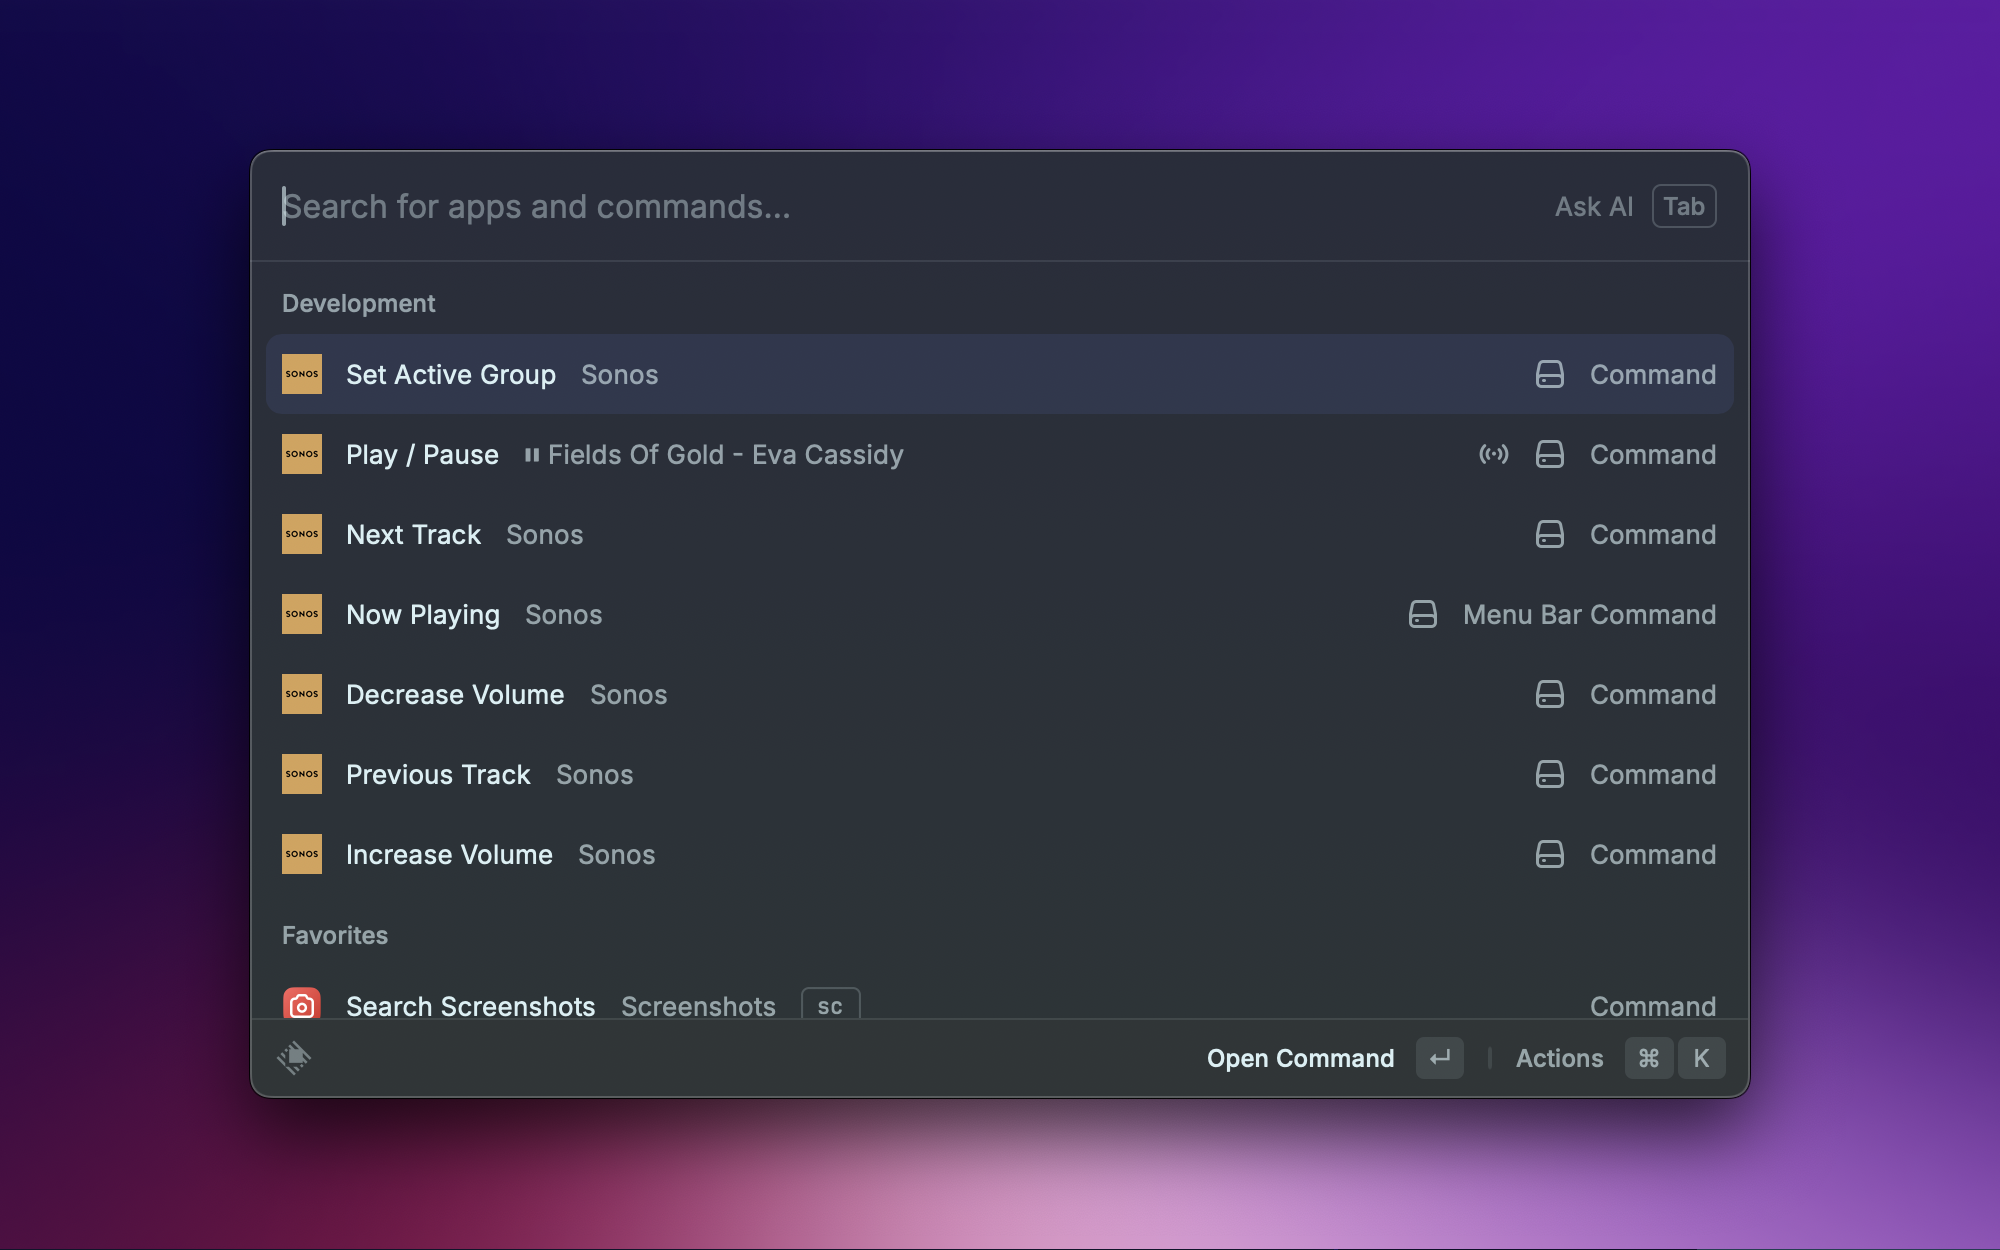 Search for apps and commands... Ask AI Tab
Development
SONOS Set Active Group Sonos Command
SONOS Play / Pause Fields Of Gold - Eva Cassidy Command
SONOS Next Track Sonos Command
SONOS Now Playing Sonos Menu Bar Command
SONOS Decrease Volume Sonos Command
SONOS Previous Track Sonos Command
SONOS Increase Volume Sonos Command
Favorites
Search Screenshots Screenshots sc Command
Open Command ↵ Actions ⌘ K